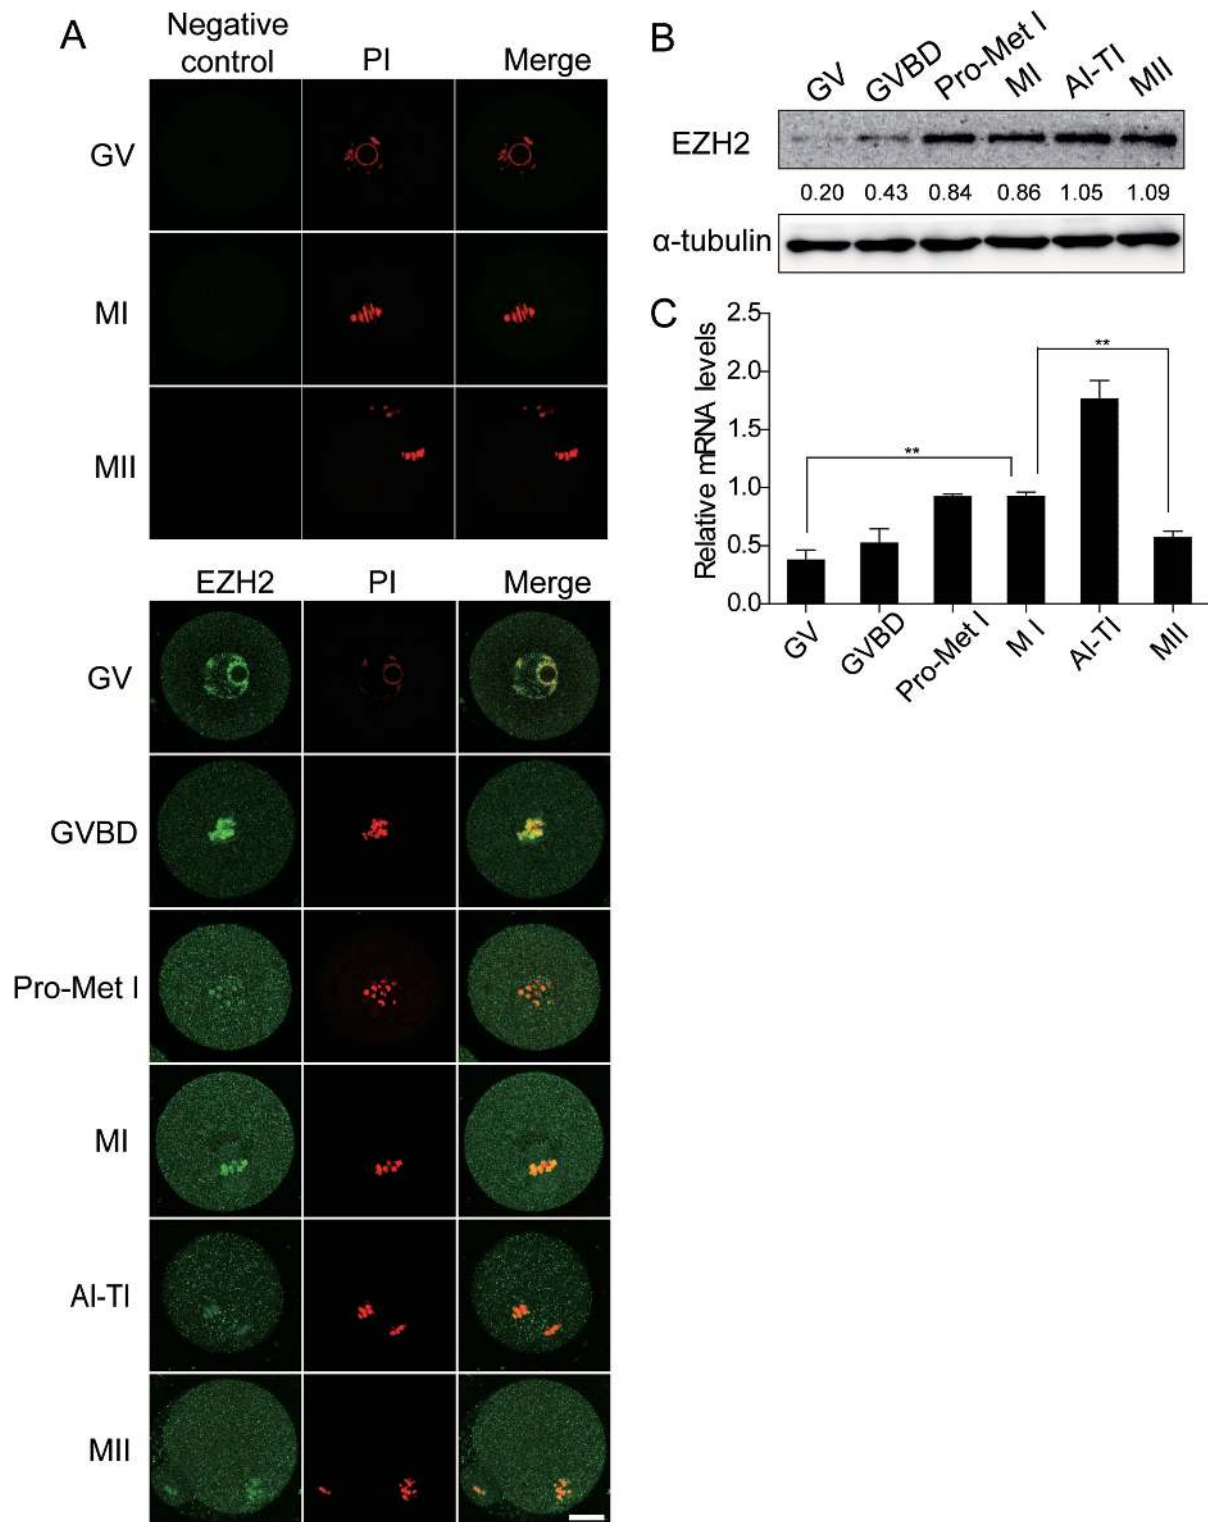 A
Negative control PI Merge
GV
MI
MII
EZH2 PI Merge
GV
GVBD
Pro-Met I
MI
AI-TI
MII
B
GV GVBD Pro-Met I MI AI-TI MII
EZH2
0.20 0.43 0.84 0.86 1.05 1.09
α-tubulin
C
Relative mRNA levels
2.5
2.0
1.5
1.0
0.5
0.0
**
**
GV GVBD Pro-Met I M I AI-TI MII